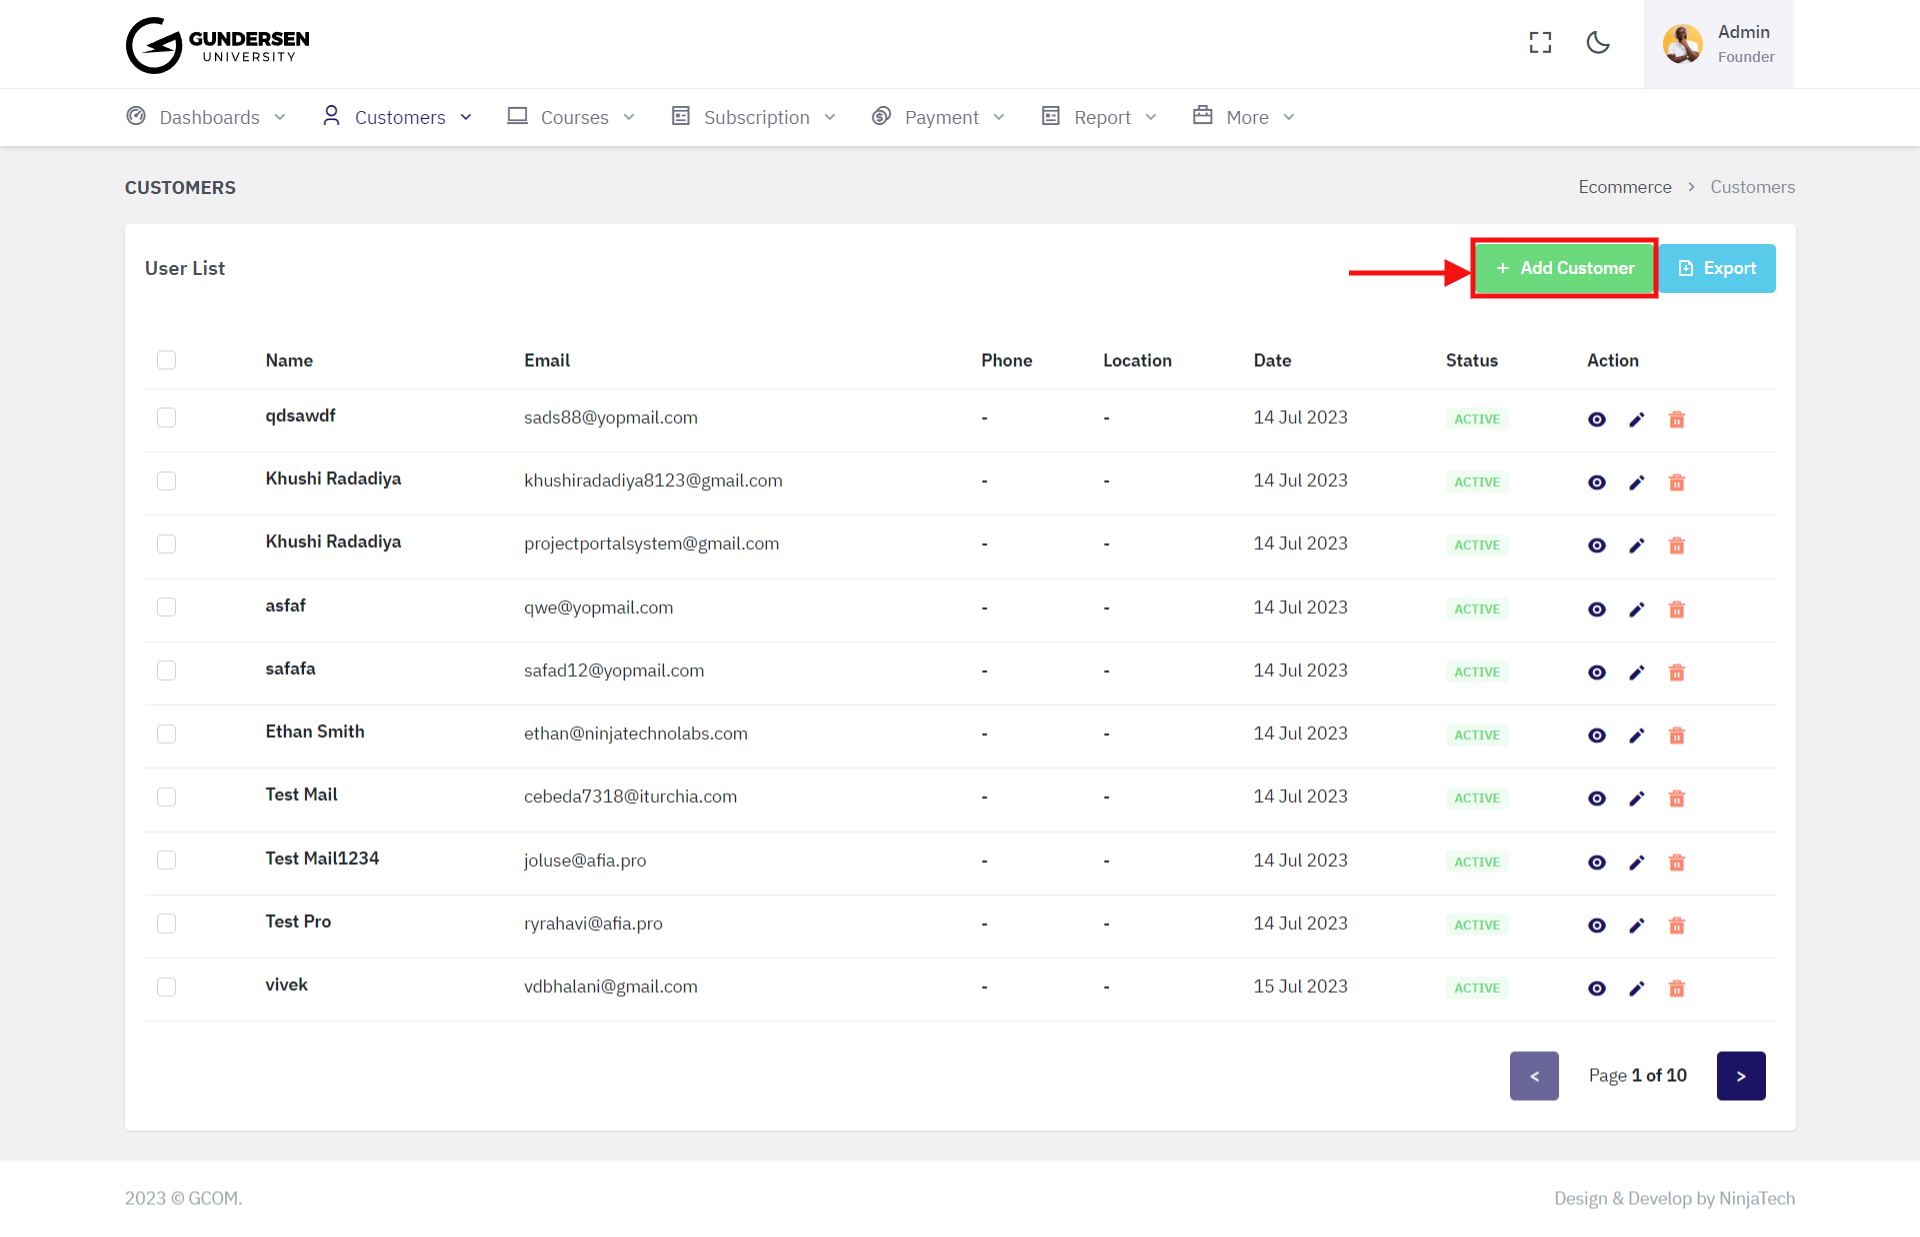 GUNDERSEN
UNIVERSITY
Admin
Founder
Dashboards Customers Courses Subscription Payment Report More
CUSTOMERS
Ecommerce > Customers
User List
+ Add Customer
Export
Name Email Phone Location Date Status Action
qdsawdf sads88@yopmail.com - - 14 Jul 2023 ACTIVE
Khushi Radadiya khushiradadiya8123@gmail.com - - 14 Jul 2023 ACTIVE
Khushi Radadiya projectportalsystem@gmail.com - - 14 Jul 2023 ACTIVE
asfaf qwe@yopmail.com - - 14 Jul 2023 ACTIVE
safafa safad12@yopmail.com - - 14 Jul 2023 ACTIVE
Ethan Smith ethan@ninjatechnolabs.com - - 14 Jul 2023 ACTIVE
Test Mail cebeda7318@iturchia.com - - 14 Jul 2023 ACTIVE
Test Mail1234 joluse@afia.pro - - 14 Jul 2023 ACTIVE
Test Pro ryrahavi@afia.pro - - 14 Jul 2023 ACTIVE
vivek vdbhalani@gmail.com - - 15 Jul 2023 ACTIVE
< Page 1 of 10 >
2023 © GCOM.
Design & Develop by NinjaTech